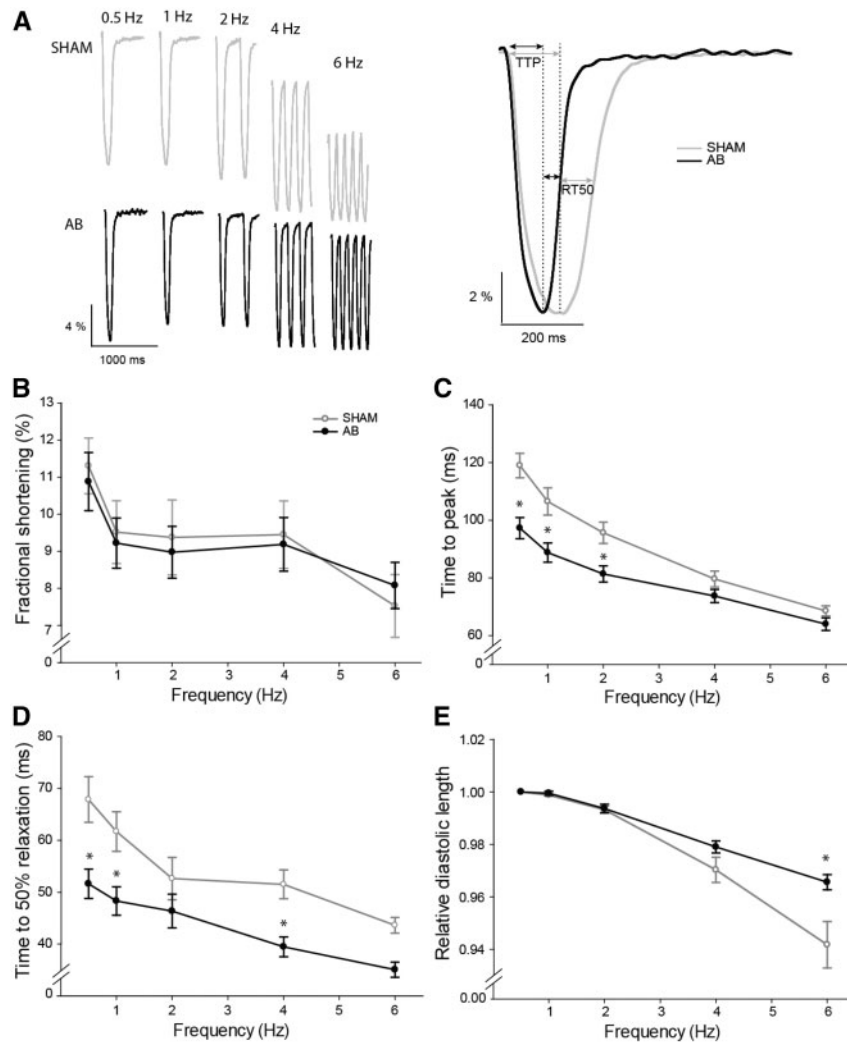 A
0.5 Hz 1 Hz 2 Hz 4 Hz 6 Hz
SHAM
AB
4 %
1000 ms
TTP
RT50
SHAM
AB
2 %
200 ms
B
Fractional shortening (%)
13
12
11
10
9
8
7
0
SHAM
AB
1 2 3 4 5 6
Frequency (Hz)
C
Time to peak (ms)
140
120
100
80
60
0
* * *
1 2 3 4 5 6
Frequency (Hz)
D
Time to 50% relaxation (ms)
80
70
60
50
40
0
* * *
1 2 3 4 5 6
Frequency (Hz)
E
Relative diastolic length
1.02
1.00
0.98
0.96
0.94
0.00
*
1 2 3 4 5 6
Frequency (Hz)